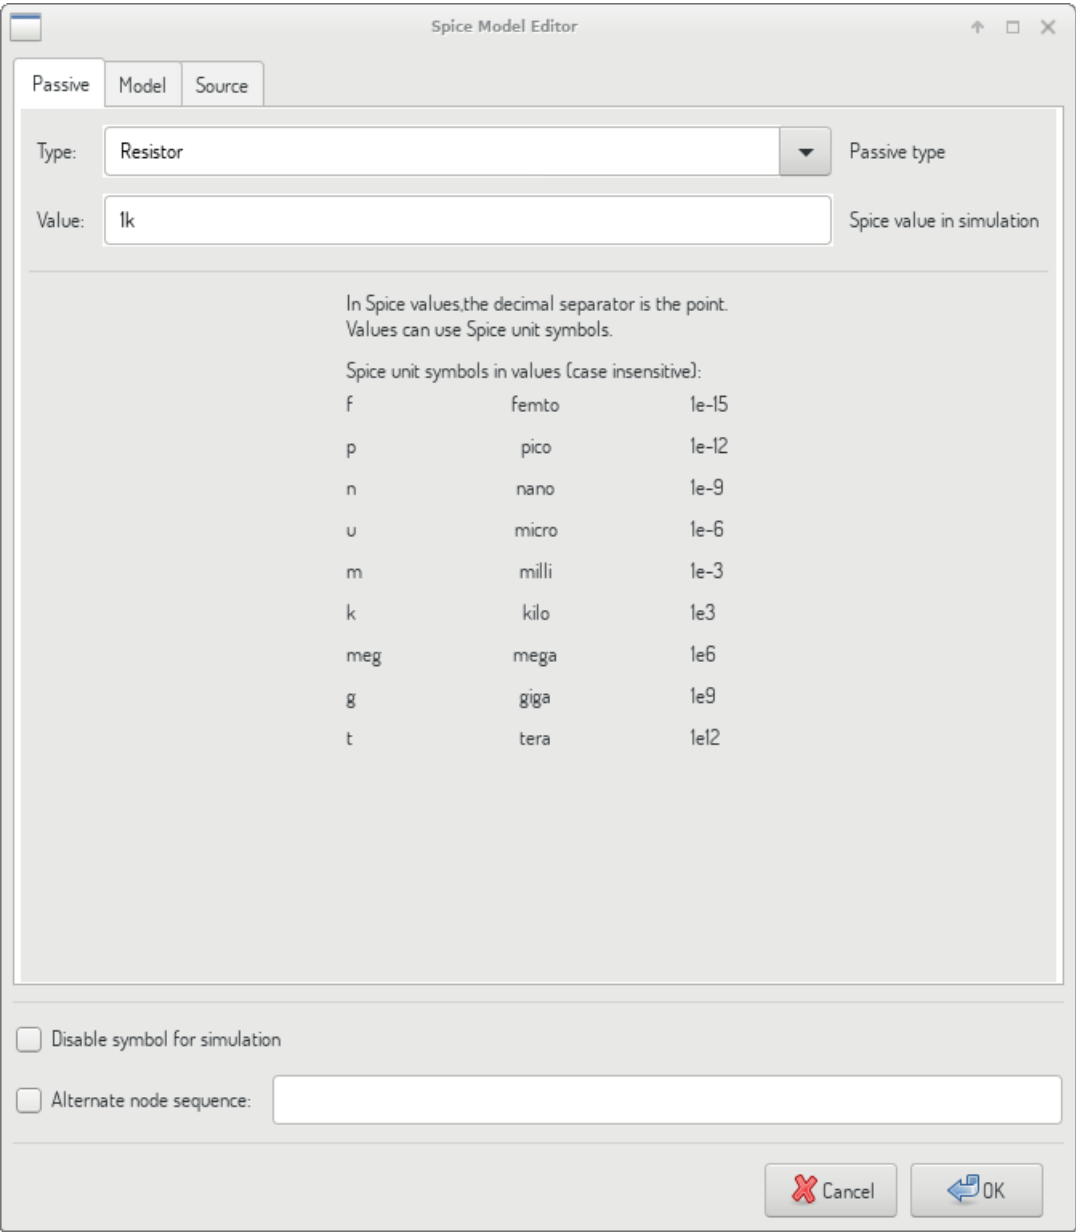 Spice Model Editor
Passive Model Source
Type: Resistor Passive type
Value: 1k Spice value in simulation
In Spice values,the decimal separator is the point.
Values can use Spice unit symbols.
Spice unit symbols in values (case insensitive):
f femto 1e-15
p pico 1e-12
n nano 1e-9
u micro 1e-6
m milli 1e-3
k kilo 1e3
meg mega 1e6
g giga 1e9
t tera 1e12
Disable symbol for simulation
Alternate node sequence:
Cancel OK